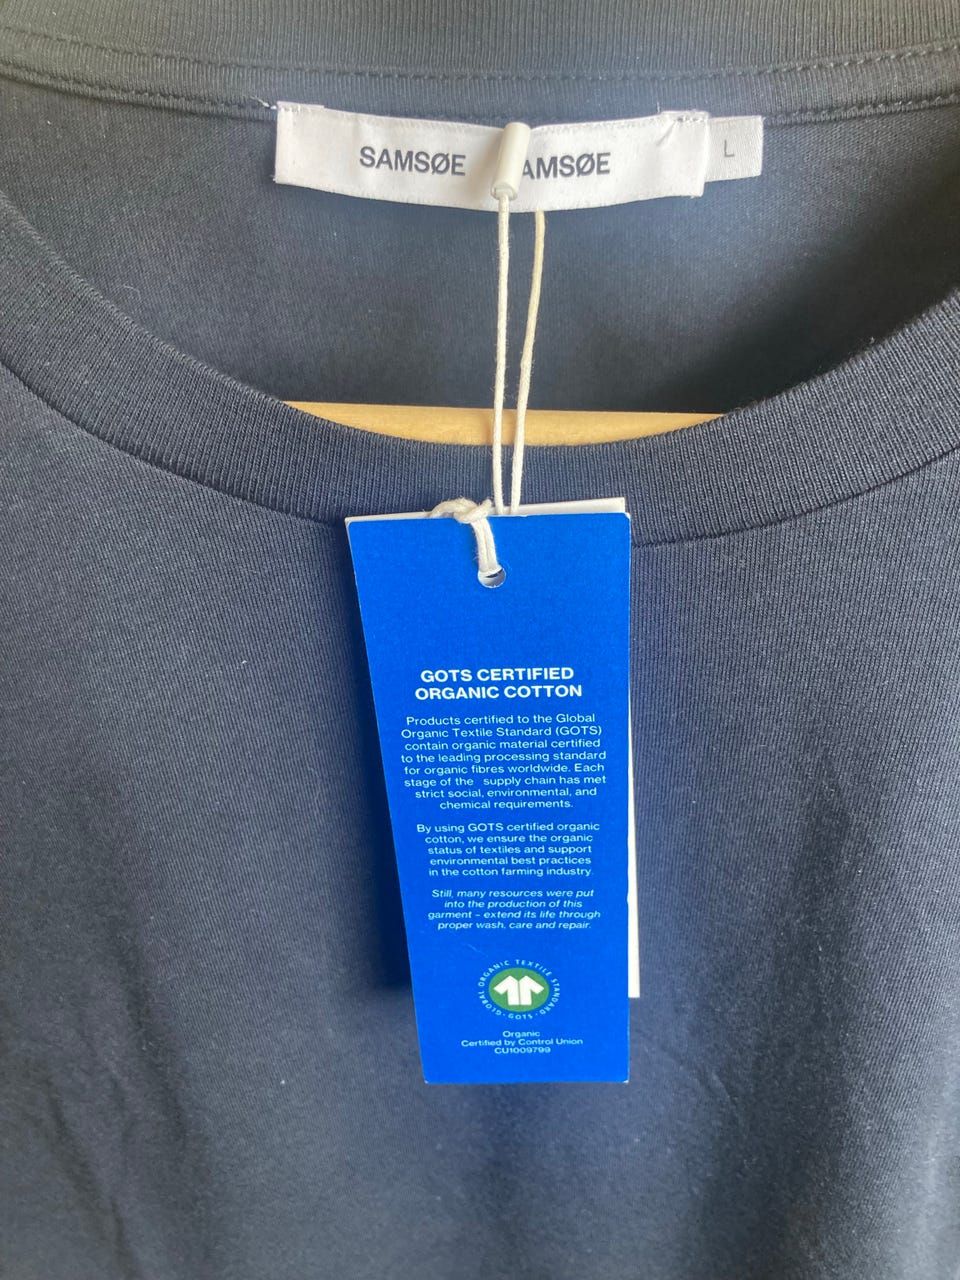 SAMSØE AMSØE
L
GOTS CERTIFIED
ORGANIC COTTON
Products certified to the Global
Organic Textile Standard (GOTS)
contain organic material certified
to the leading processing standard
for organic fibres worldwide. Each
stage of the supply chain has met
strict social, environmental, and
chemical requirements.
By using GOTS certified organic
cotton, we ensure the organic
status of textiles and support
environmental best practices
in the cotton farming industry.
Still, many resources were put
into the production of this
garment - extend its life through
proper wash, care and repair.
GLOBAL ORGANIC TEXTILE STANDARD · GOTS ·
Organic
Certified by Control Union
CU1009799